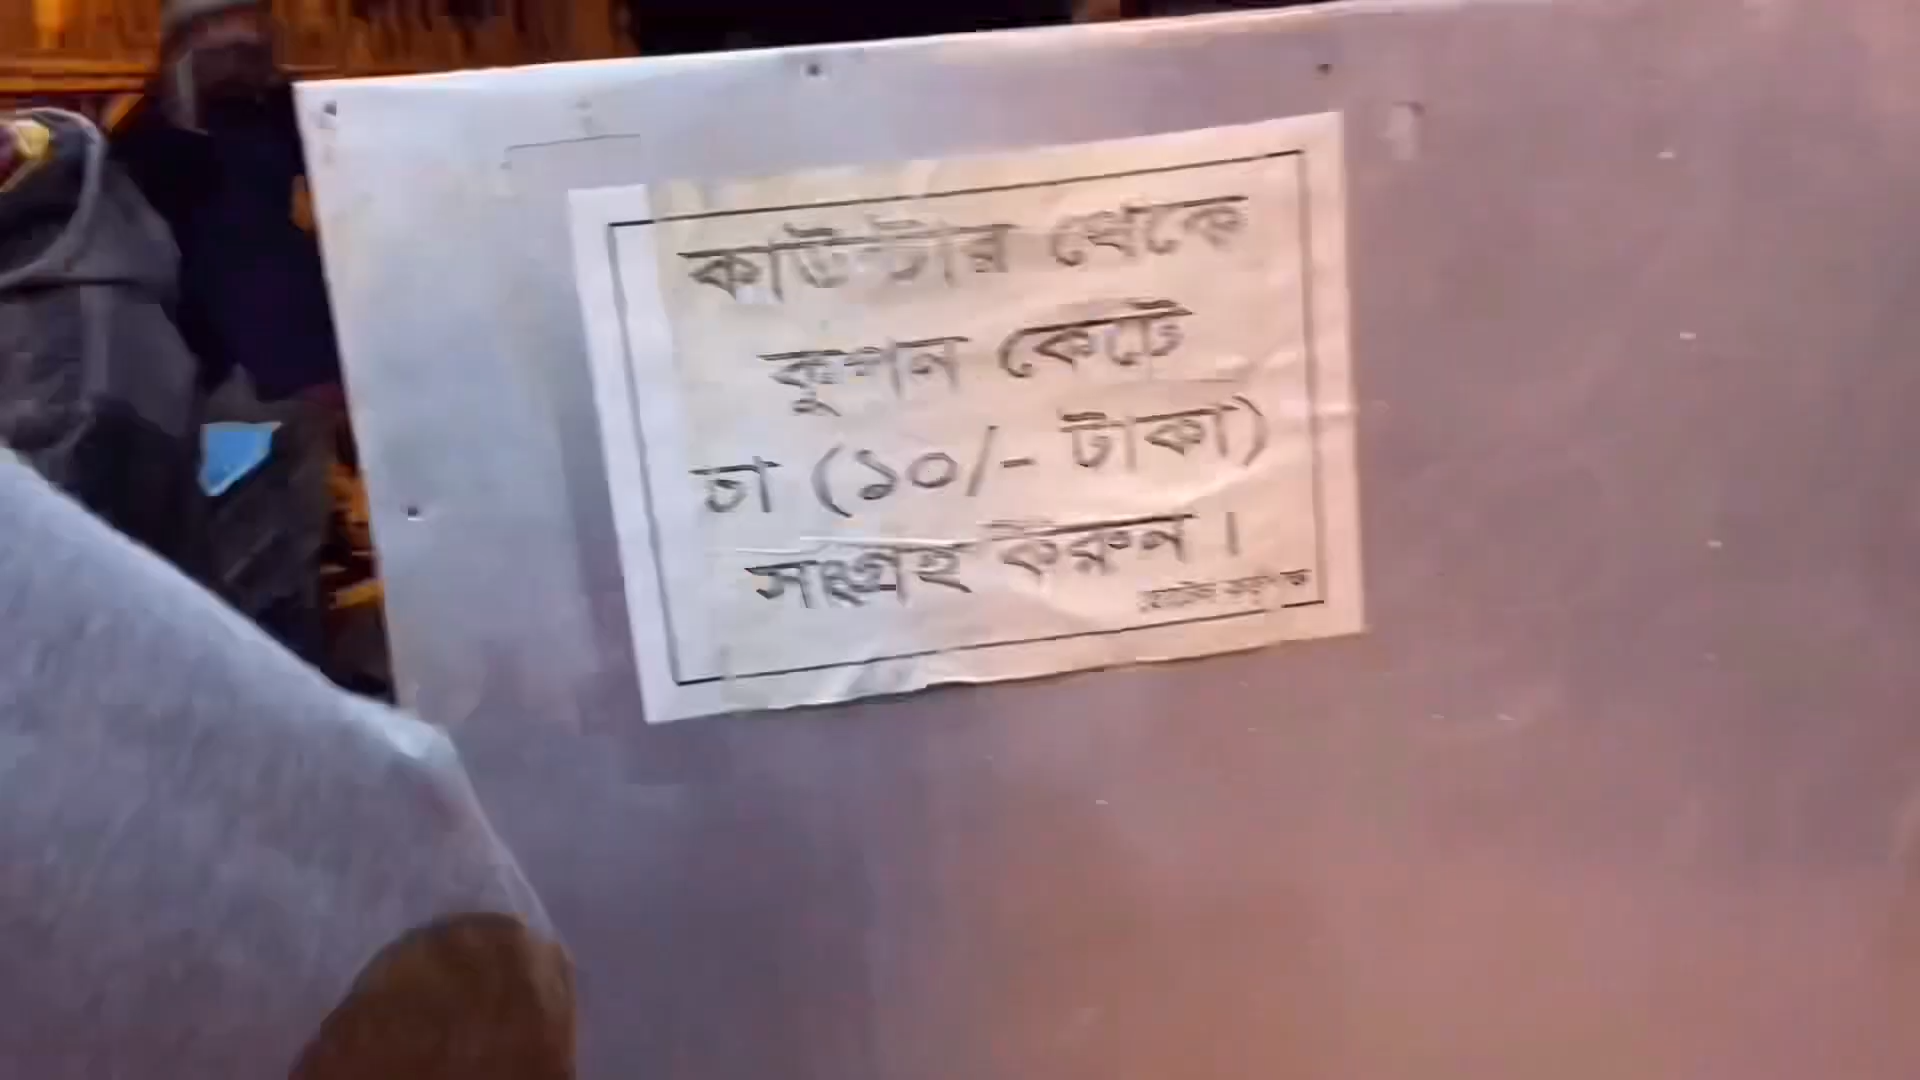 কাউন্টার থেকে
কুপন কেটে
চা (১০/- টাকা)
সংগ্রহ করুন।